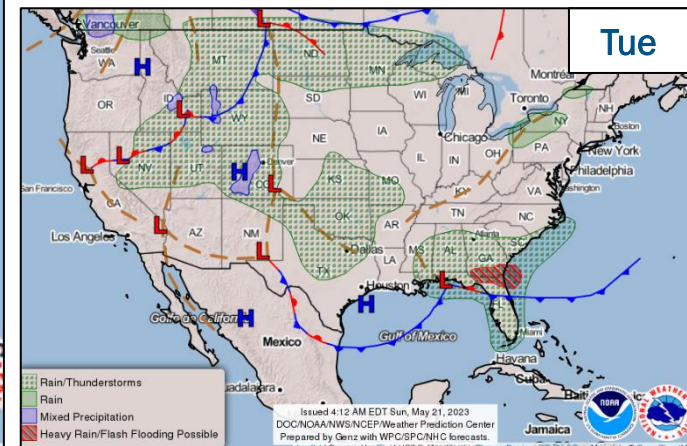 Tue
Vancouver
Seattle
WA
MT
ND
MN
Montréal
OR
ID
SD
WI
MI
Toronto
NH
WY
NY
Boston
NE
IA
Chicago
PA
New York
NV
UT
Denver
IL
IN
OH
Philadelphia
San Francisco
CO
KS
MO
KY
VA
Washington
CA
OK
AR
TN
NC
Los Angeles
AZ
NM
Atlanta
SC
Dallas
MS
AL
GA
LA
TX
Houston
FL
Golfo de California
Gulf of Mexico
Miami
Mexico
Havana
Cuba
Jamaica
H
H
H
H
L
L
L
L
L
L
L
L
Rain/Thunderstorms
Rain
Mixed Precipitation
Heavy Rain/Flash Flooding Possible
Issued 4:12 AM EDT Sun, May 21, 2023
DOC/NOAA/NWS/NCEP/Weather Prediction Center
Prepared by Genz with WPC/SPC/NHC forecasts.
NOAA